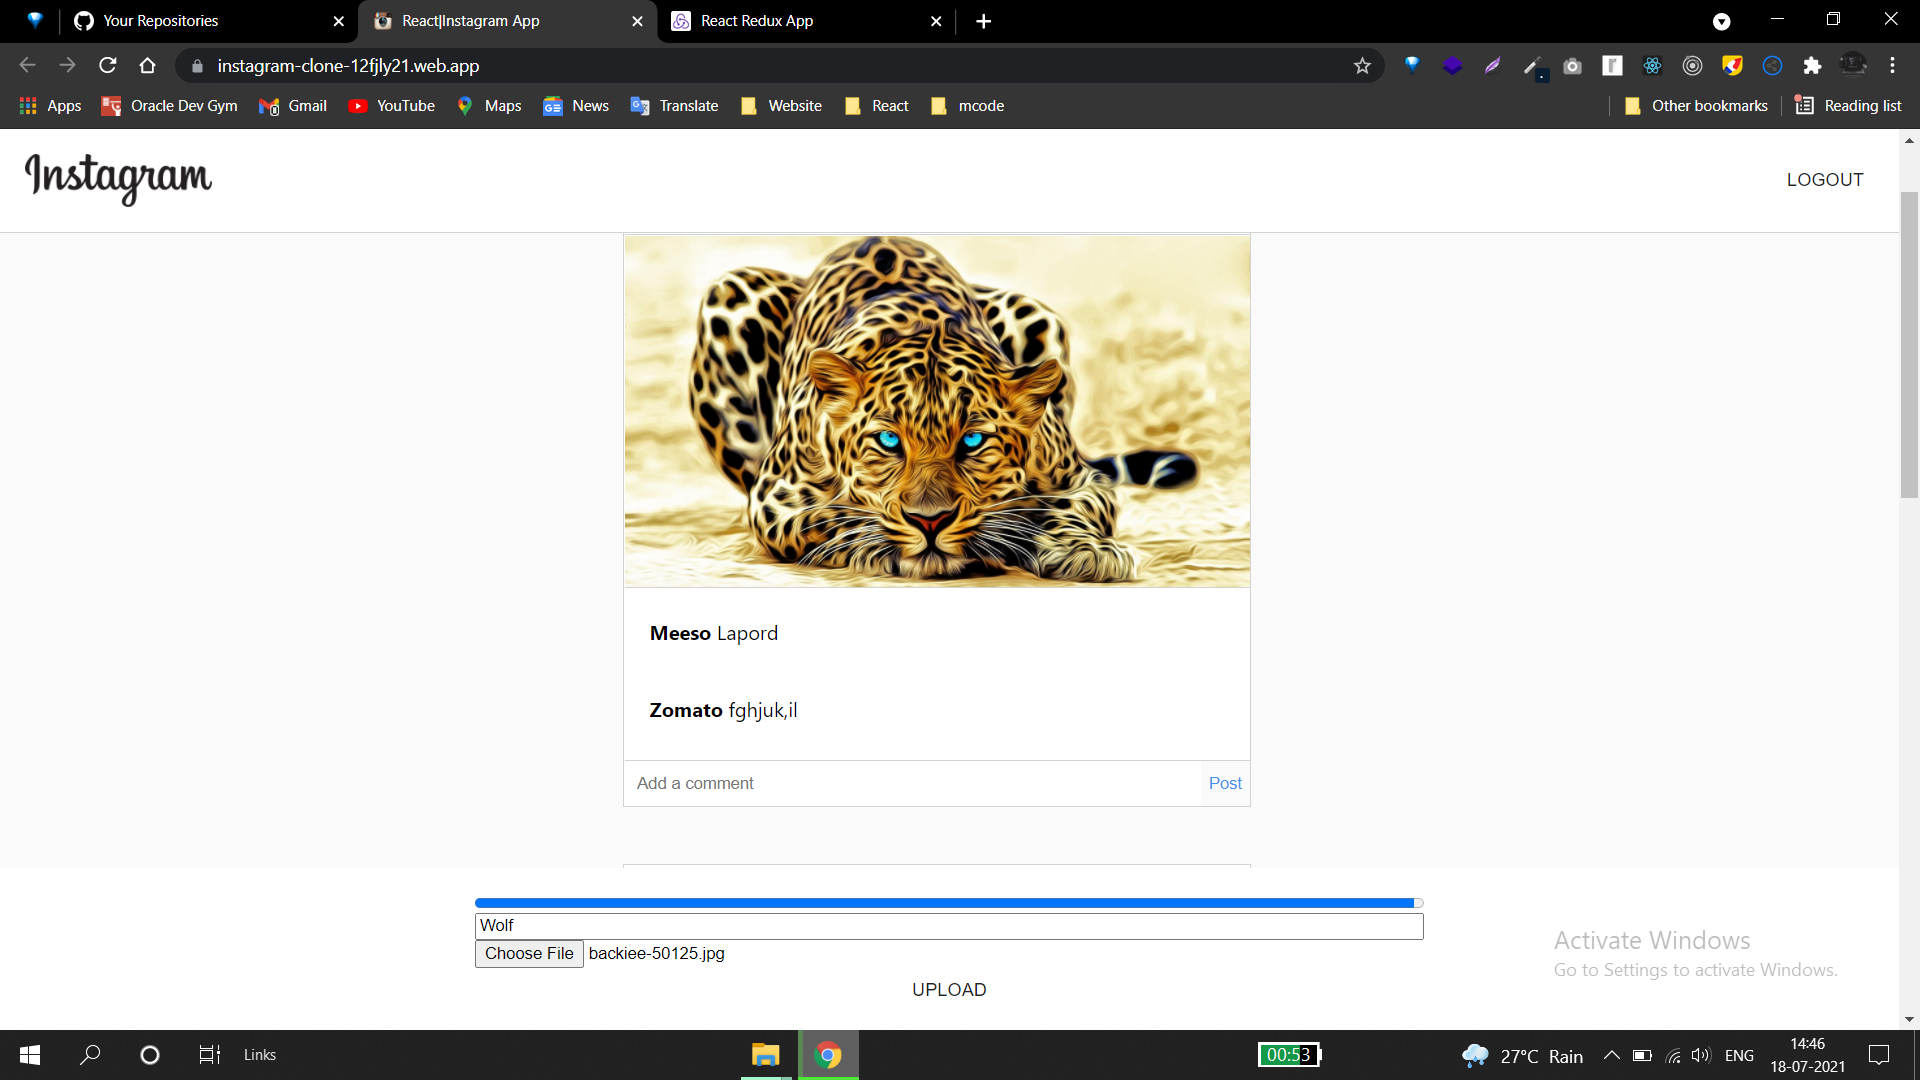 Your Repositories
React|Instagram App
React Redux App
instagram-clone-12fjly21.web.app
Apps
Oracle Dev Gym
Gmail
YouTube
Maps
News
Translate
Website
React
mcode
Other bookmarks
Reading list
Instagram
LOGOUT
Meeso Lapord
Zomato fghjuk,il
Add a comment
Post
Wolf
Choose File backiee-50125.jpg
UPLOAD
Activate Windows
Go to Settings to activate Windows.
Links
00:53
27°C Rain
ENG
14:46
18-07-2021